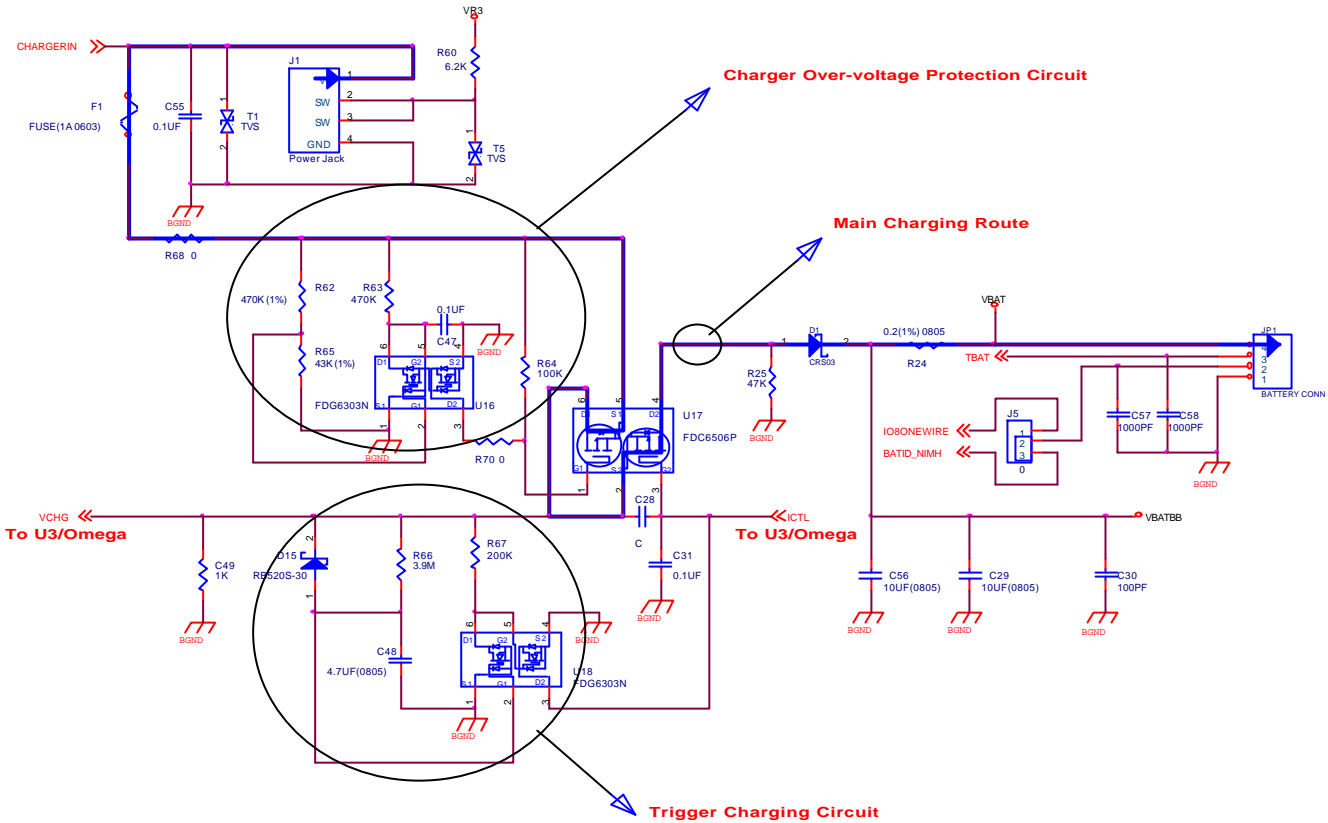 VR3
CHARGERIN
R60
6.2K
J1
Charger Over-voltage Protection Circuit
V
1
F1
FUSE(1A 0603)
C55
0.1UF
1
T1
TVS
2
SW
2
SW
3
GND
4
Power Jack
1
T5
TVS
2
BGND
Main Charging Route
R68 0
R62
470K(1%)
R63
470K
0.1UF
C47
BGND
VBAT
D1
1
2
CRS03
0.2(1%) 0805
R24
JP1
4
3
2
1
BATTERY CONN
TBAT
R65
43K(1%)
6
5
4
D1
G2
S2
S1
G1
D2
FDG6303N
U16
1
2
3
BGND
R64
100K
R70 0
R25
47K
BGND
6
5
4
D1
S1
D2
G1
S2
G2
U17
FDC6506P
1
2
3
J5
1
2
3
0
IO8ONEWIRE
BATID_NIMH
C57
1000PF
C58
1000PF
BGND
VCHG
To U3/Omega
C28
C
ICTL
To U3/Omega
VBATBB
C49
1K
BGND
2
D15
RB520S-30
1
R66
3.9M
R67
200K
C31
0.1UF
BGND
C56
10UF(0805)
BGND
C29
10UF(0805)
BGND
C30
100PF
BGND
C48
4.7UF(0805)
6
5
4
D1
G2
S2
S1
G1
D2
U18
FDG6303N
1
2
3
BGND
BGND
Trigger Charging Circuit